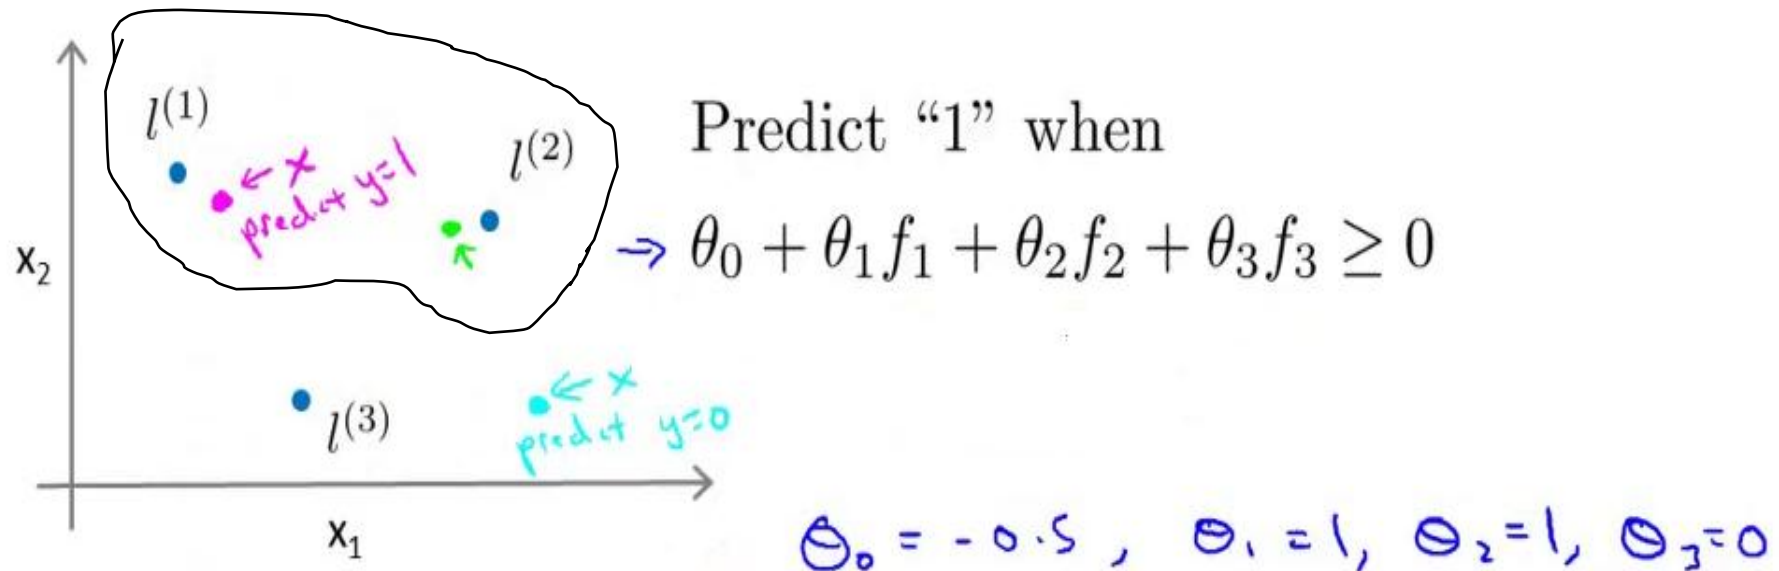 l^{(1)}
← x
predict y=1
l^{(2)}
x₂
l^{(3)}
← x
predict y=0
x₁
Predict “1” when
→ θ₀ + θ₁f₁ + θ₂f₂ + θ₃f₃ ≥ 0
θ₀ = -0.5, θ₁ = 1, θ₂ = 1, θ₃ = 0